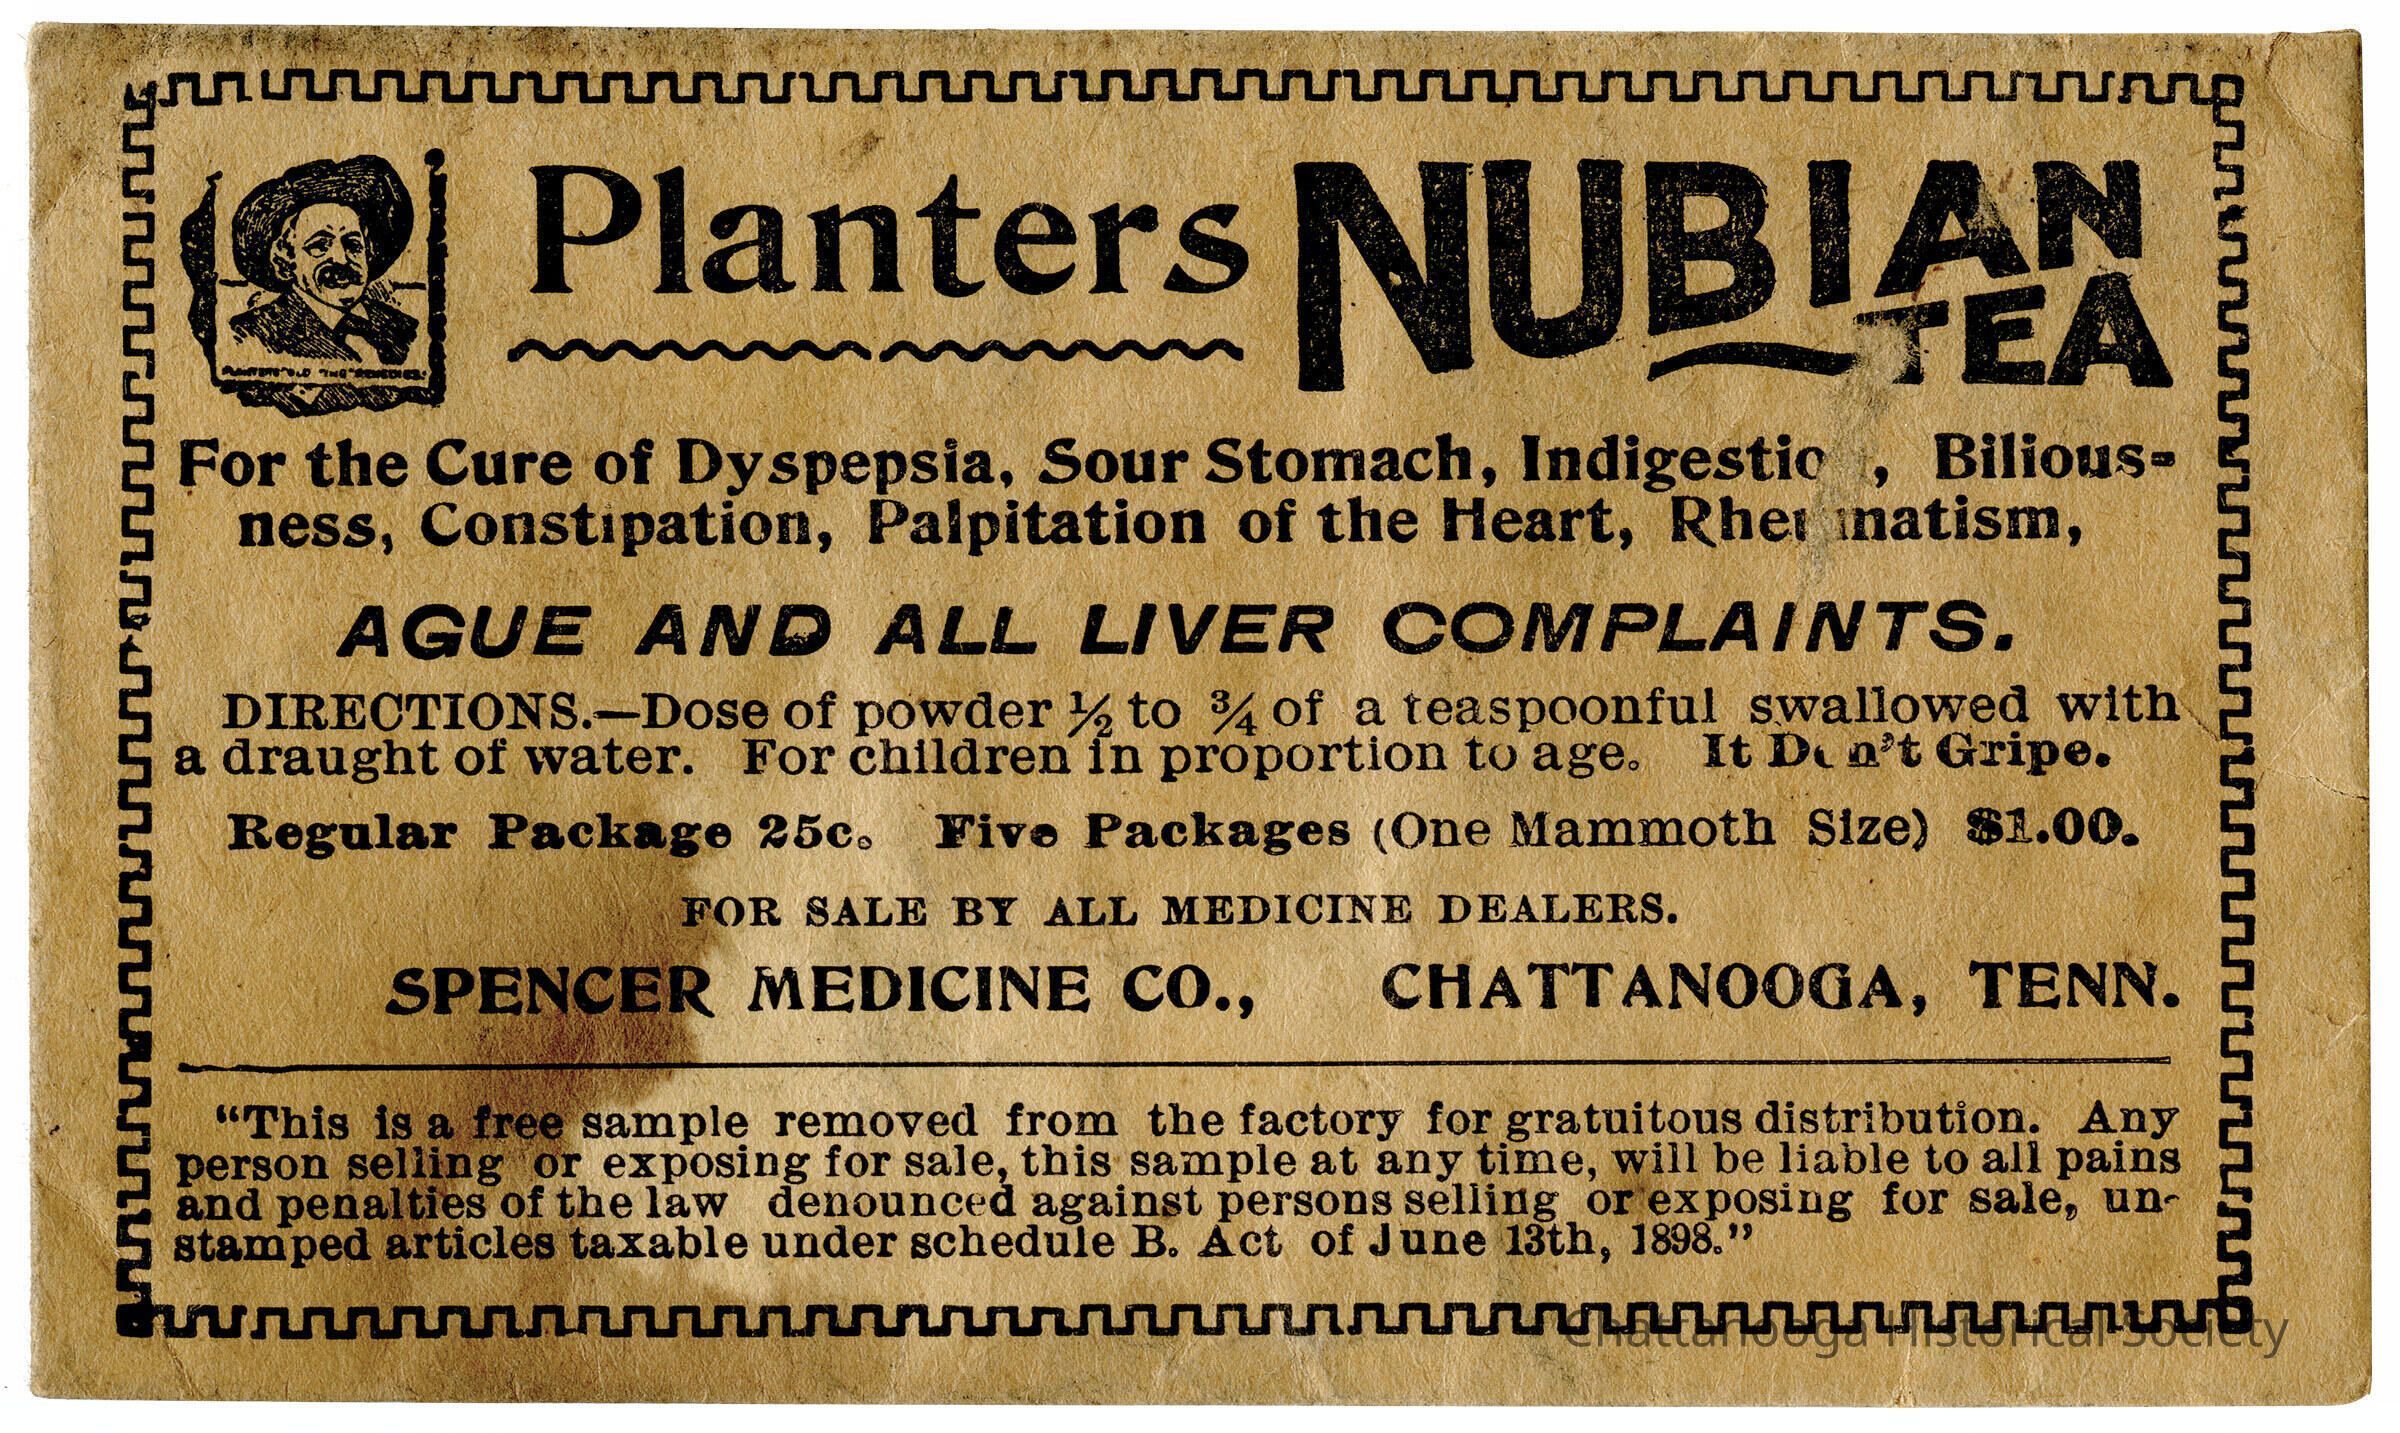 Planters NUBIAN TEA
For the Cure of Dyspepsia, Sour Stomach, Indigestio , Bilious-
ness, Constipation, Palpitation of the Heart, Rheumatism,
AGUE AND ALL LIVER COMPLAINTS.
DIRECTIONS.—Dose of powder ½ to ¾ of a teaspoonful swallowed with
a draught of water. For children in proportion to age. It Don't Gripe.
Regular Package 25c. Five Packages (One Mammoth Size) $1.00.
FOR SALE BY ALL MEDICINE DEALERS.
SPENCER MEDICINE CO., CHATTANOOGA, TENN.
"This is a free sample removed from the factory for gratuitous distribution. Any
person selling or exposing for sale, this sample at any time, will be liable to all pains
and penalties of the law denounced against persons selling or exposing for sale, un-
stamped articles taxable under schedule B. Act of June 13th, 1898."
Chattanooga Historical Society